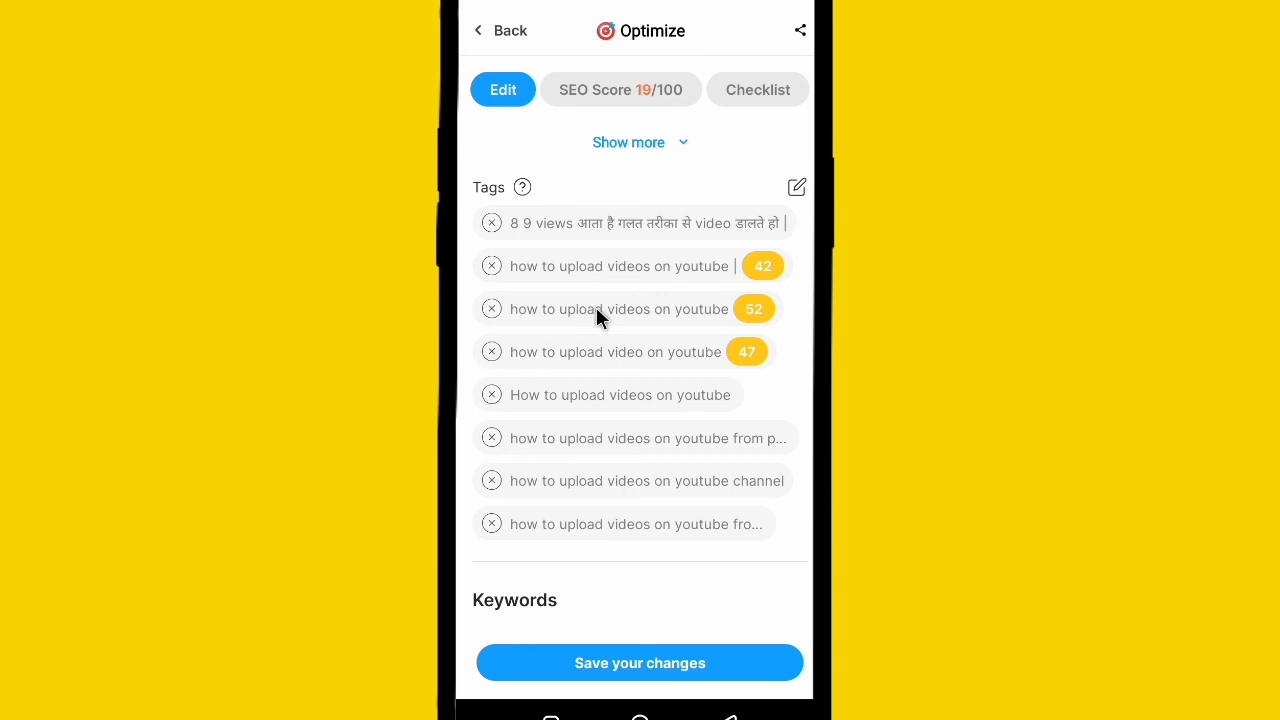 Back
Optimize
Edit
SEO Score 19/100
Checklist
Show more
Tags ?
8 9 views आता है गलत तरीका से video डालते हो |
how to upload videos on youtube | 42
how to upload videos on youtube 52
how to upload video on youtube 47
How to upload videos on youtube
how to upload videos on youtube from p...
how to upload videos on youtube channel
how to upload videos on youtube fro...
Keywords
Save your changes